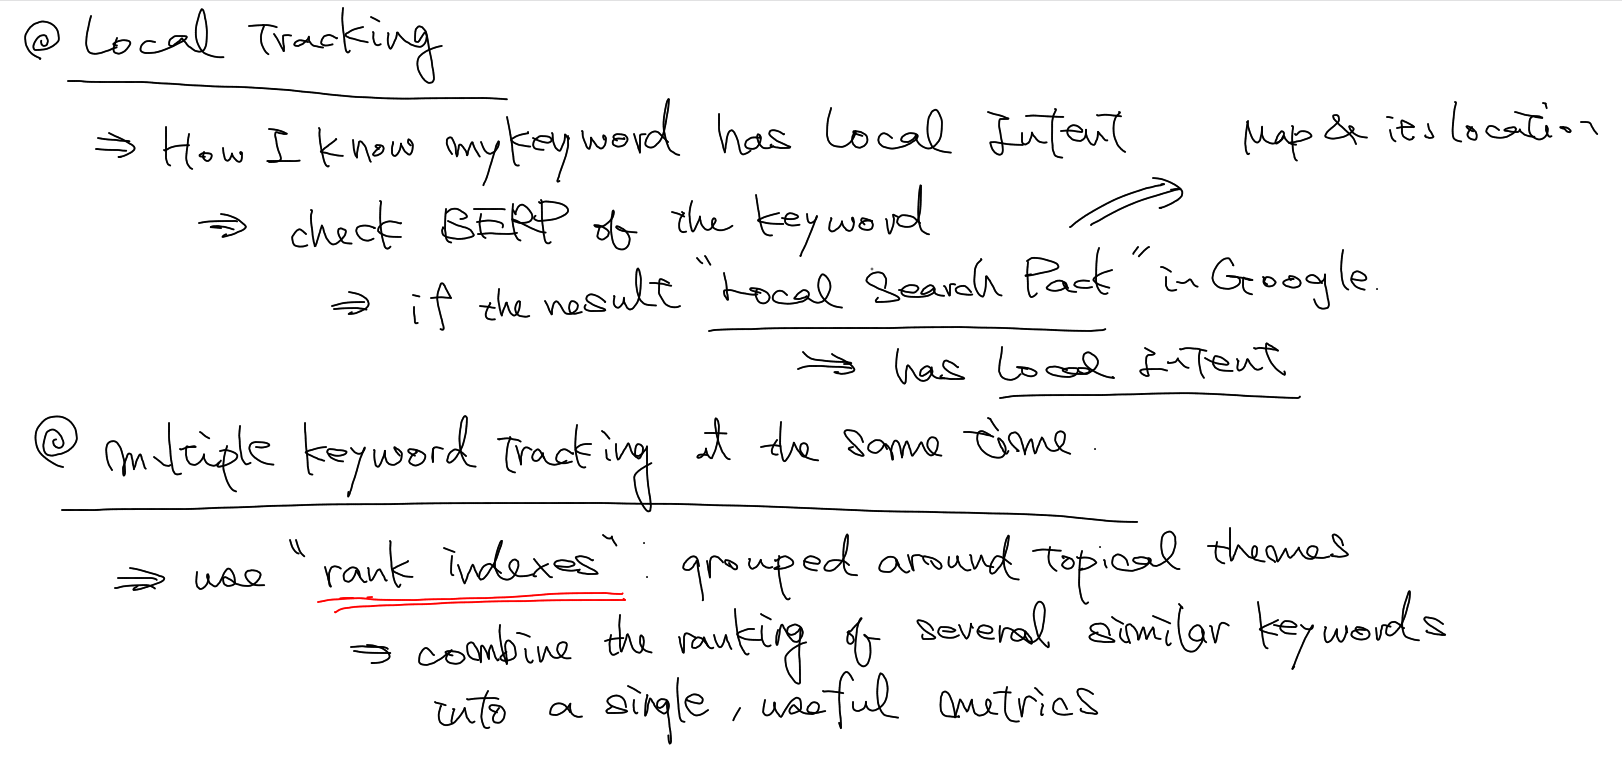 @ Local Tracking
⇒ How I know my keyword has Local Intent
Map & its location
⇒ check SERP of the keyword
⇒ if the result "Local Search Pack" in Google.
⇒ has Local Intent
@ multiple keyword Tracking at the same time.
⇒ use "rank indexes" : grouped around topical themes
⇒ combine the ranking of several similar keywords
into a single, useful metrics